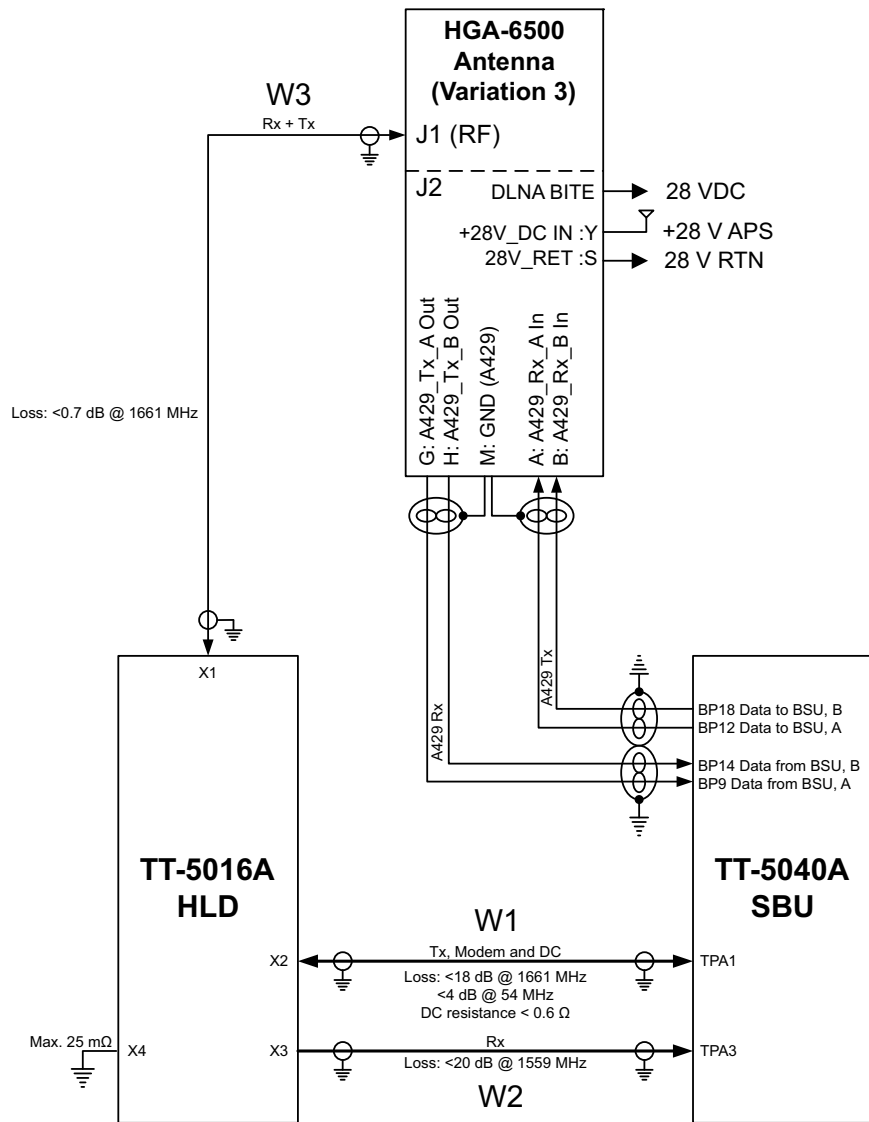 HGA-6500
Antenna
(Variation 3)
W3
Rx + Tx
J1 (RF)
J2
DLNA BITE
28 VDC
+28V_DC IN :Y
+28 V APS
28V_RET :S
28 V RTN
G: A429_Tx_A Out
H: A429_Tx_B Out
M: GND (A429)
A: A429_Rx_A In
B: A429_Rx_B In
Loss: <0.7 dB @ 1661 MHz
X1
A429 Rx
A429 Tx
BP18 Data to BSU, B
BP12 Data to BSU, A
BP14 Data from BSU, B
BP9 Data from BSU, A
TT-5016A
HLD
TT-5040A
SBU
W1
Tx, Modem and DC
X2
TPA1
Loss: <18 dB @ 1661 MHz
<4 dB @ 54 MHz
DC resistance < 0.6 Ω
Max. 25 mΩ
X4
X3
Rx
TPA3
Loss: <20 dB @ 1559 MHz
W2